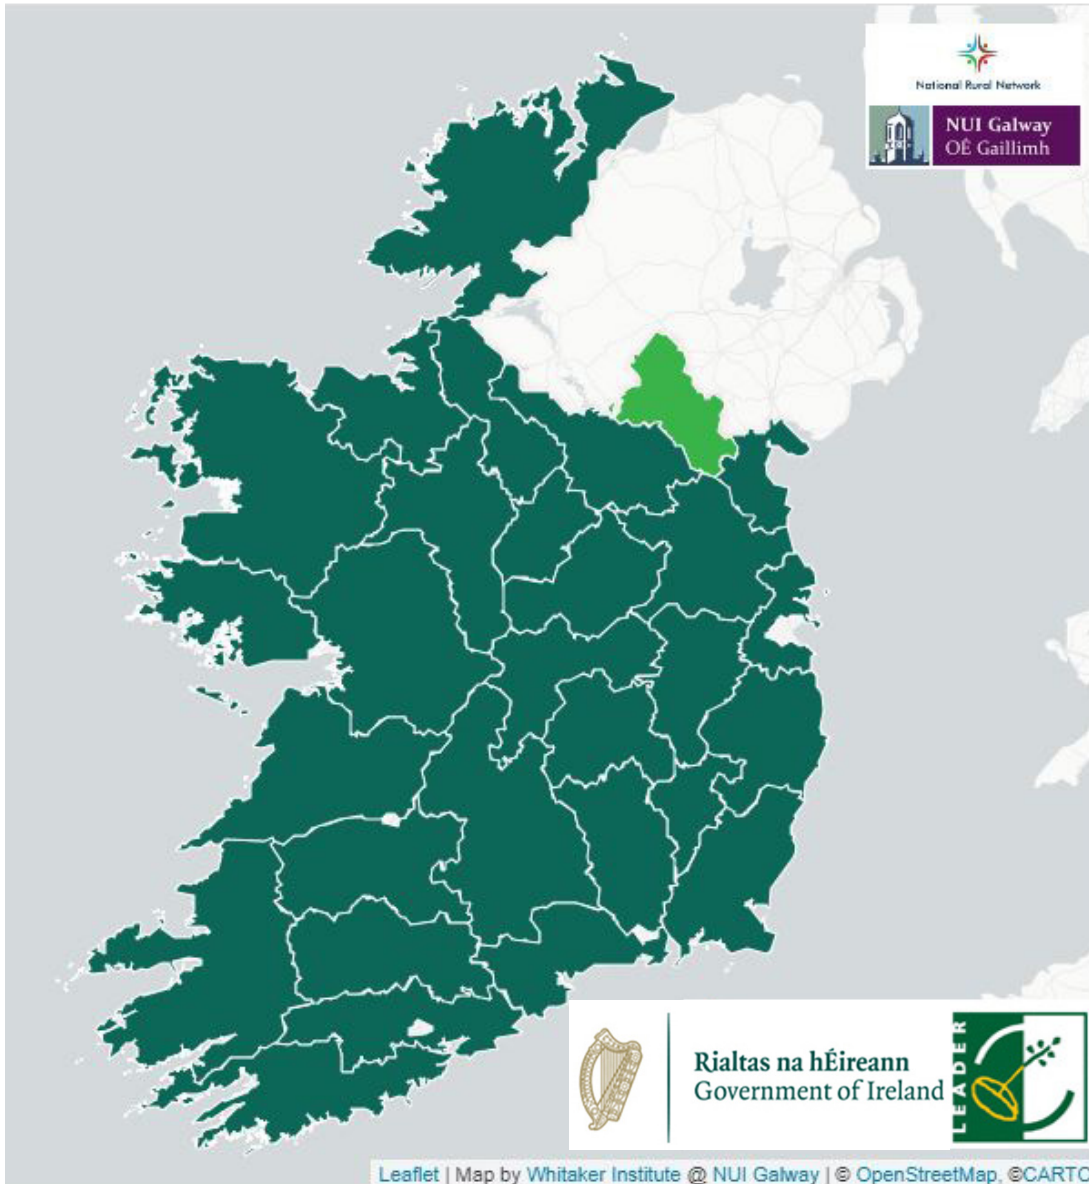 National Rural Network
NUI Galway
OÉ Gaillimh
Rialtas na hÉireann
Government of Ireland
LEADER
Leaflet | Map by Whitaker Institute @ NUI Galway | © OpenStreetMap, ©CARTO